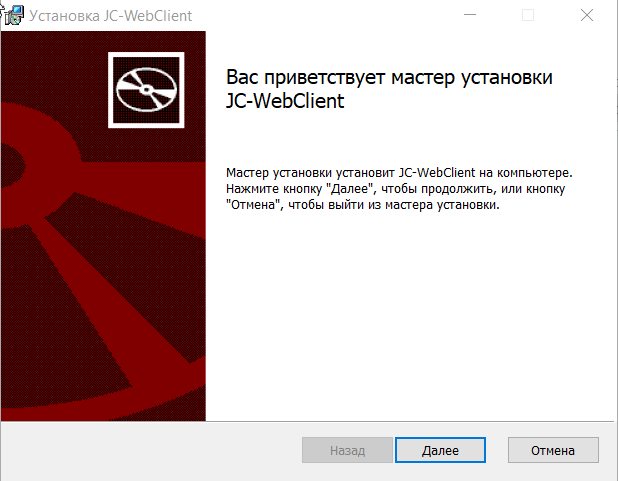 Установка JC-WebClient
Вас приветствует мастер установки
JC-WebClient
Мастер установки установит JC-WebClient на компьютере.
Нажмите кнопку "Далее", чтобы продолжить, или кнопку
"Отмена", чтобы выйти из мастера установки.
Назад
Далее
Отмена